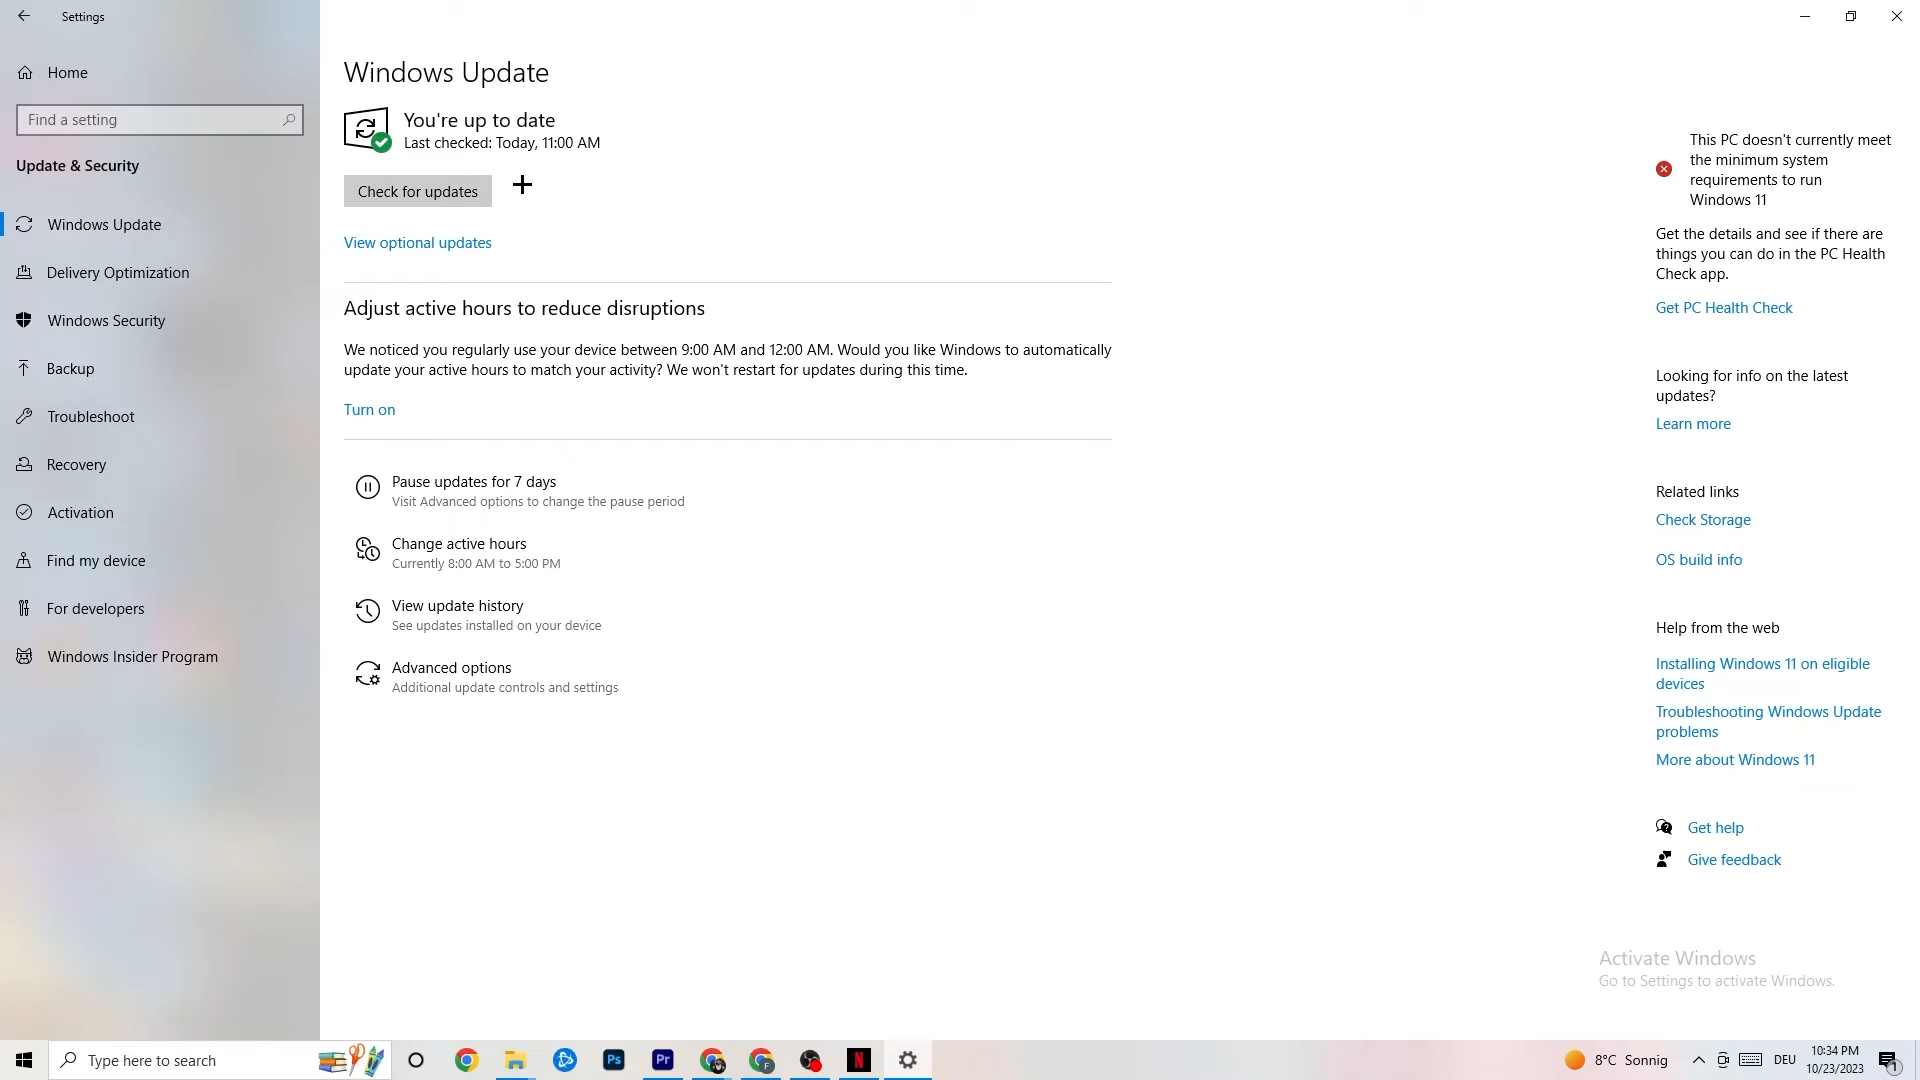 Settings
Home
Find a setting
Update & Security
Windows Update
Delivery Optimization
Windows Security
Backup
Troubleshoot
Recovery
Activation
Find my device
For developers
Windows Insider Program
Windows Update
You're up to date
Last checked: Today, 11:00 AM
Check for updates
View optional updates
Adjust active hours to reduce disruptions
We noticed you regularly use your device between 9:00 AM and 12:00 AM. Would you like Windows to automatically
update your active hours to match your activity? We won't restart for updates during this time.
Turn on
Pause updates for 7 days
Visit Advanced options to change the pause period
Change active hours
Currently 8:00 AM to 5:00 PM
View update history
See updates installed on your device
Advanced options
Additional update controls and settings
This PC doesn't currently meet
the minimum system
requirements to run
Windows 11
Get the details and see if there are
things you can do in the PC Health
Check app.
Get PC Health Check
Looking for info on the latest
updates?
Learn more
Related links
Check Storage
OS build info
Help from the web
Installing Windows 11 on eligible
devices
Troubleshooting Windows Update
problems
More about Windows 11
Get help
Give feedback
Activate Windows
Go to Settings to activate Windows.
Type here to search
Ps
Pr
F
N
8°C Sonnig
DEU
10:34 PM
10/23/2023
1